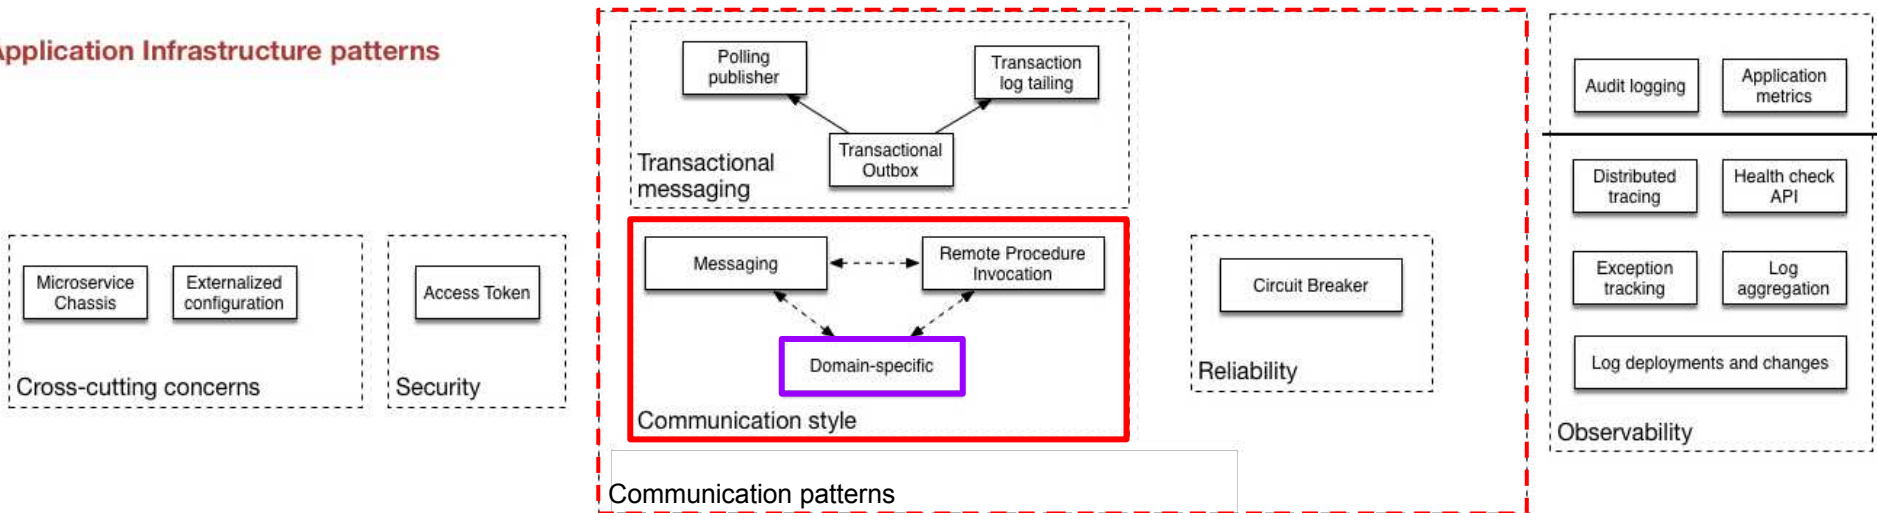 Application Infrastructure patterns
Polling
publisher
Transaction
log tailing
Transactional
Outbox
Transactional
messaging
Audit logging
Application
metrics
Distributed
tracing
Health check
API
Exception
tracking
Log
aggregation
Log deployments and changes
Observability
Microservice
Chassis
Externalized
configuration
Cross-cutting concerns
Access Token
Security
Messaging
Remote Procedure
Invocation
Domain-specific
Communication style
Circuit Breaker
Reliability
Communication patterns